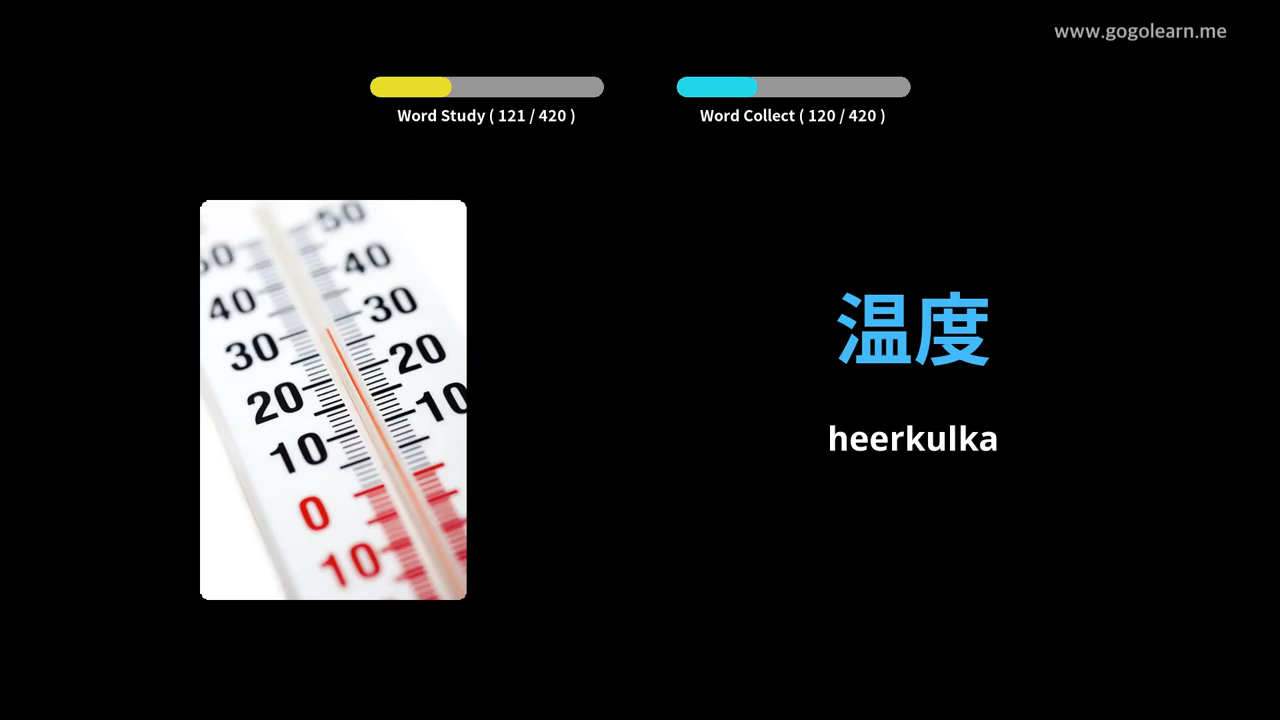 www.gogolearn.me
Word Study ( 121 / 420 )
Word Collect ( 120 / 420 )
50
40
40
30
30
20
20
10
10
0
10
温度
heerkulka